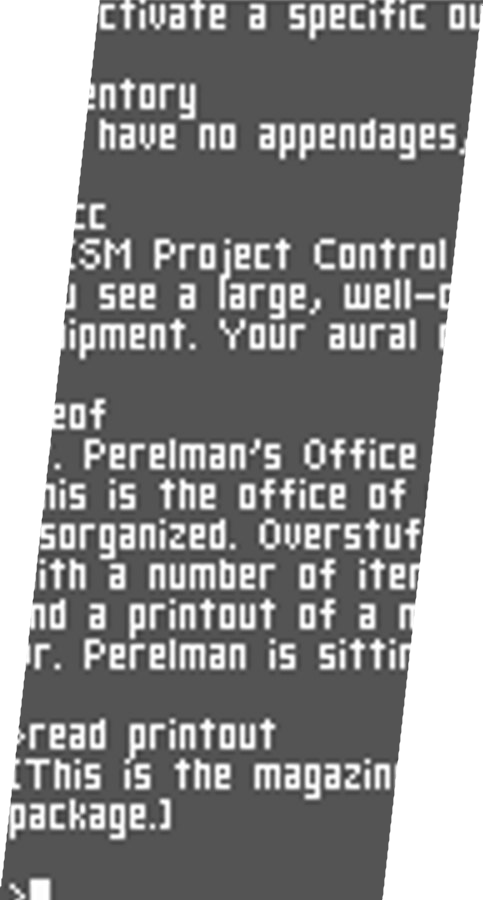 ctivate a specific ou
entory
have no appendages,
cc
ISM Project Control
u see a large, well-c
ipment. Your aural
eof
. Perelman's Office
his is the office of
sorganized. Overstuf
ith a number of iter
nd a printout of a
r. Perelman is sittin
>read printout
[This is the magazin
package.]
>